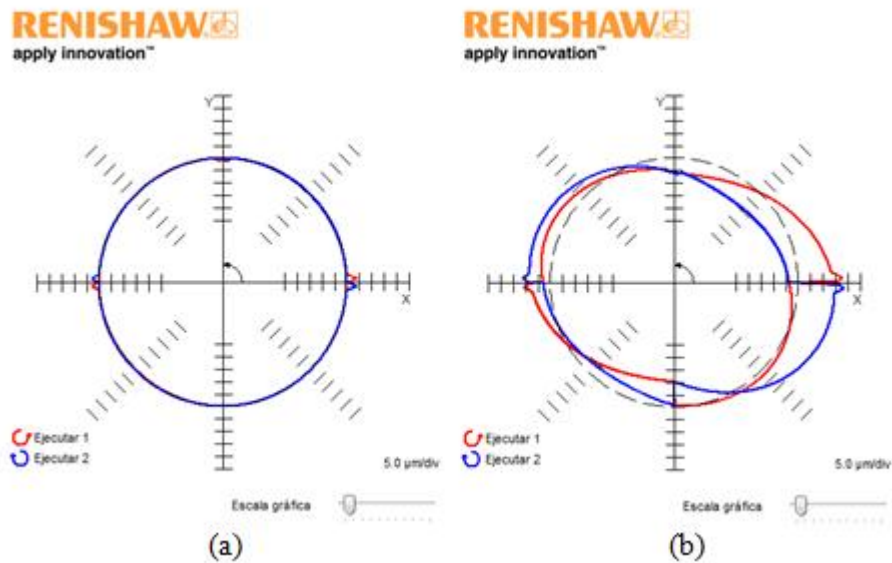 RENISHAW
apply innovation™
Y
X
Ejecutar 1
Ejecutar 2
5.0 µm/div
Escala gráfica
(a)
RENISHAW
apply innovation™
Y
X
Ejecutar 1
Ejecutar 2
5.0 µm/div
Escala gráfica
(b)